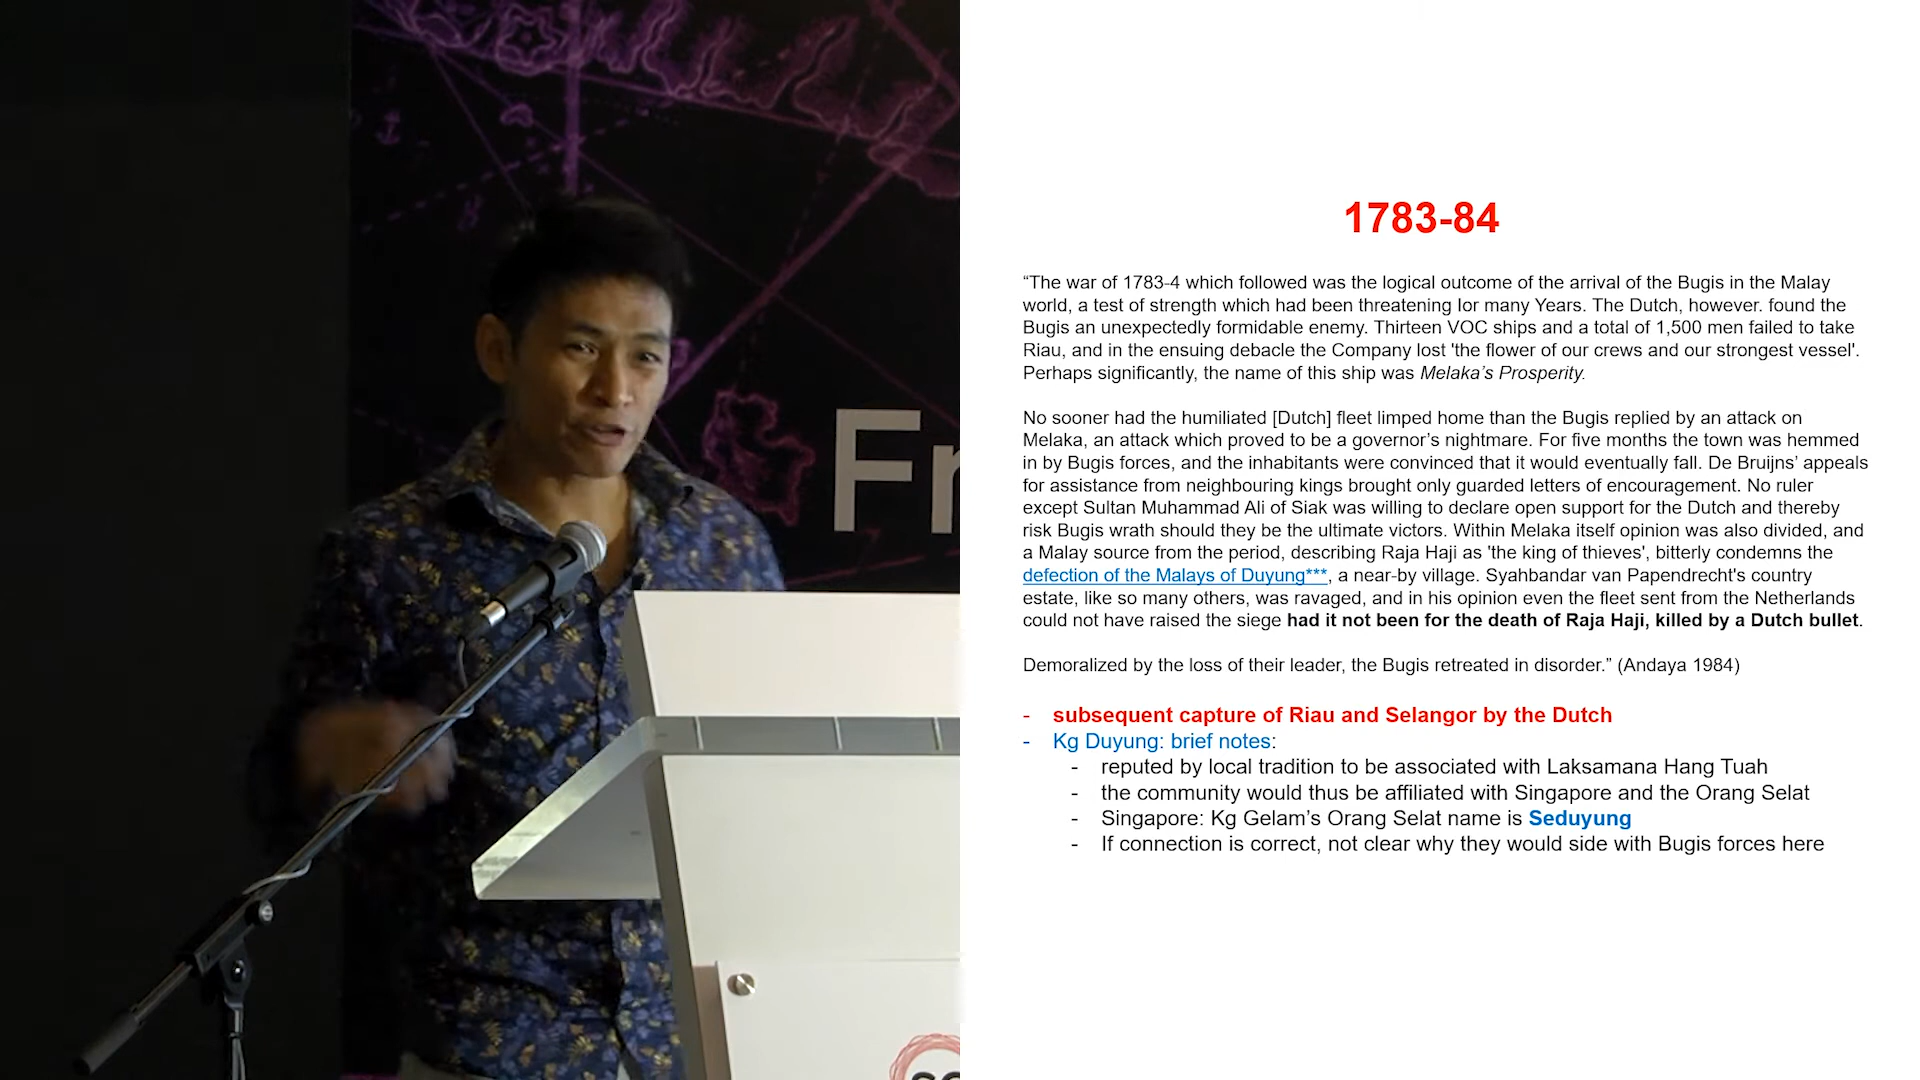 Fr
1783-84
“The war of 1783-4 which followed was the logical outcome of the arrival of the Bugis in the Malay
world, a test of strength which had been threatening Ior many Years. The Dutch, however. found the
Bugis an unexpectedly formidable enemy. Thirteen VOC ships and a total of 1,500 men failed to take
Riau, and in the ensuing debacle the Company lost 'the flower of our crews and our strongest vessel'.
Perhaps significantly, the name of this ship was Melaka’s Prosperity.
No sooner had the humiliated [Dutch] fleet limped home than the Bugis replied by an attack on
Melaka, an attack which proved to be a governor’s nightmare. For five months the town was hemmed
in by Bugis forces, and the inhabitants were convinced that it would eventually fall. De Bruijns’ appeals
for assistance from neighbouring kings brought only guarded letters of encouragement. No ruler
except Sultan Muhammad Ali of Siak was willing to declare open support for the Dutch and thereby
risk Bugis wrath should they be the ultimate victors. Within Melaka itself opinion was also divided, and
a Malay source from the period, describing Raja Haji as 'the king of thieves', bitterly condemns the
defection of the Malays of Duyung***, a near-by village. Syahbandar van Papendrecht's country
estate, like so many others, was ravaged, and in his opinion even the fleet sent from the Netherlands
could not have raised the siege had it not been for the death of Raja Haji, killed by a Dutch bullet.
Demoralized by the loss of their leader, the Bugis retreated in disorder.” (Andaya 1984)
- subsequent capture of Riau and Selangor by the Dutch
- Kg Duyung: brief notes:
- reputed by local tradition to be associated with Laksamana Hang Tuah
- the community would thus be affiliated with Singapore and the Orang Selat
- Singapore: Kg Gelam’s Orang Selat name is Seduyung
- If connection is correct, not clear why they would side with Bugis forces here